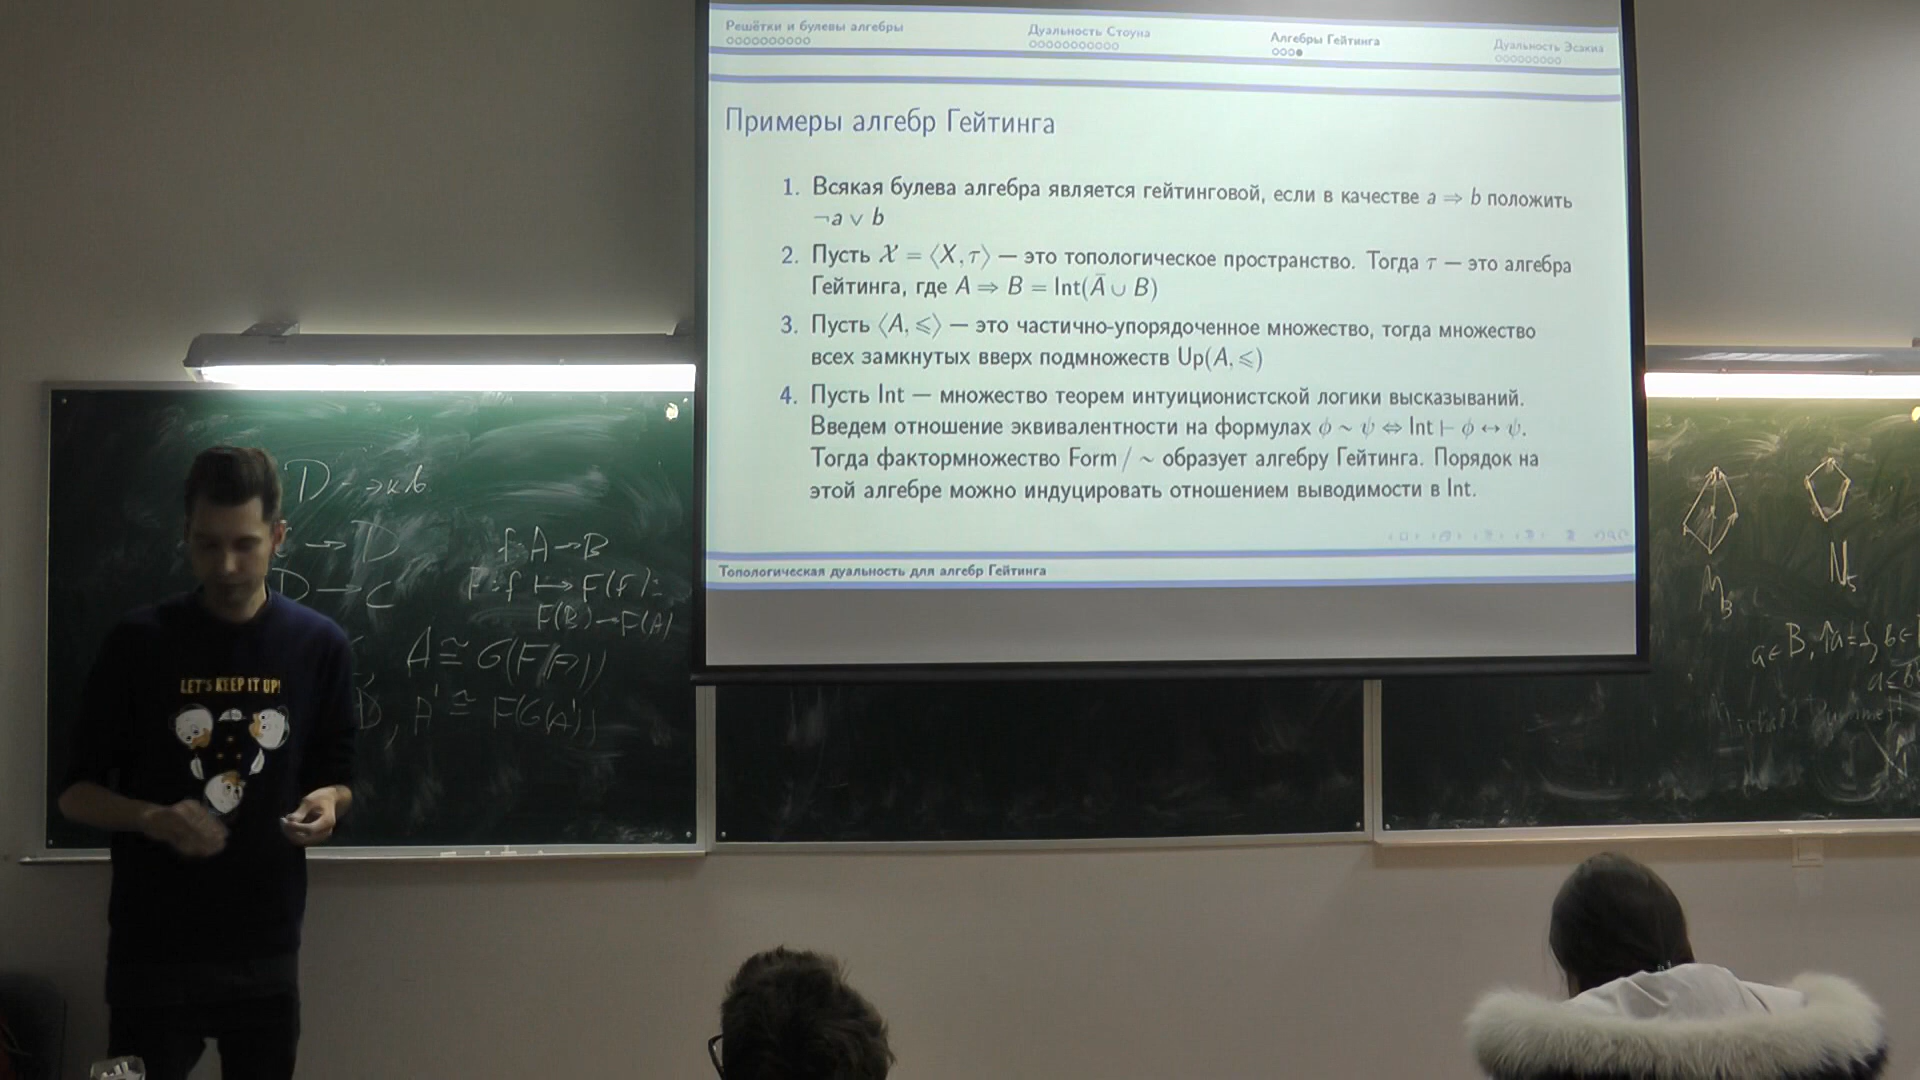 Решётки и булевы алгебры
Дуальность Стоуна
Алгебры Гейтинга
Дуальность Эсакиа
Примеры алгебр Гейтинга
1. Всякая булева алгебра является гейтинговой, если в качестве a ⇒ b положить
¬a ∨ b
2. Пусть 𝒳 = ⟨X, τ⟩ — это топологическое пространство. Тогда τ — это алгебра
Гейтинга, где A ⇒ B = Int(Ā ∪ B)
3. Пусть ⟨A, ⩽⟩ — это частично-упорядоченное множество, тогда множество
всех замкнутых вверх подмножеств Up(A, ⩽)
4. Пусть Int — множество теорем интуиционистской логики высказываний.
Введем отношение эквивалентности на формулах ϕ ∼ ψ ⇔ Int ⊢ ϕ ↔ ψ.
Тогда фактормножество Form / ∼ образует алгебру Гейтинга. Порядок на
этой алгебре можно индуцировать отношением выводимости в Int.
Топологическая дуальность для алгебр Гейтинга
D - экв
→ D
D → C
f A → B
F: f ↦ F(f):
F(B) → F(A)
A ≅ G(F(A))
D, A' ≅ F(G(A'))
LET'S KEEP IT UP!
M₃
N₅
a ∈ B, ↑a = { b ∈
a ≤ b